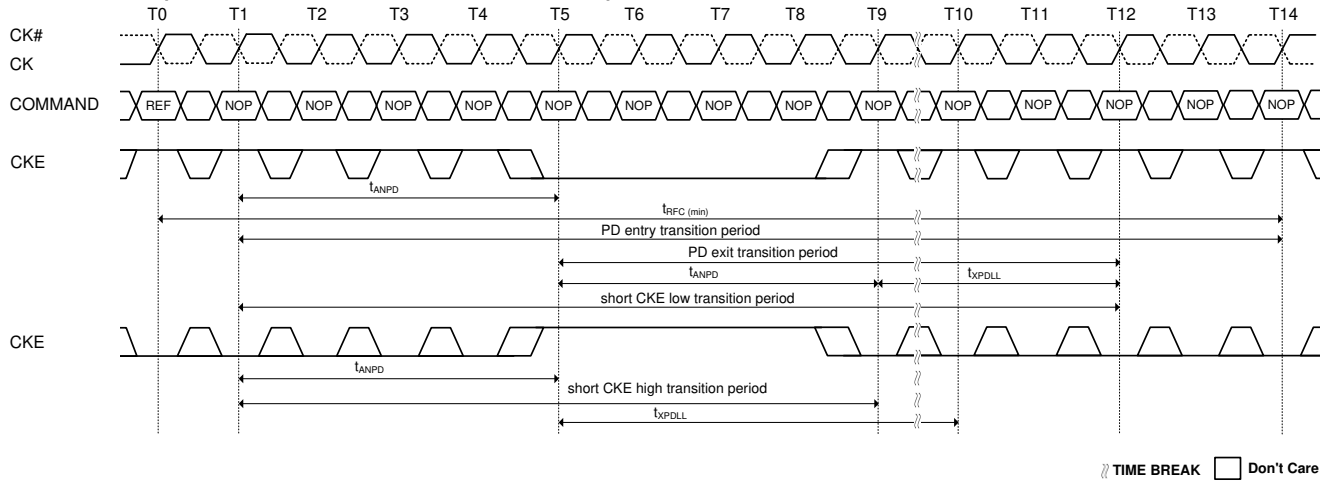 T0 T1 T2 T3 T4 T5 T6 T7 T8 T9 T10 T11 T12 T13 T14
CK#
CK
COMMAND REF NOP NOP NOP NOP NOP NOP NOP NOP NOP NOP NOP NOP NOP NOP
CKE
tANPD
tRFC (min)
PD entry transition period
PD exit transition period
tANPD tXPDLL
short CKE low transition period
CKE
tANPD
short CKE high transition period
tXPDLL
TIME BREAK Don't Care